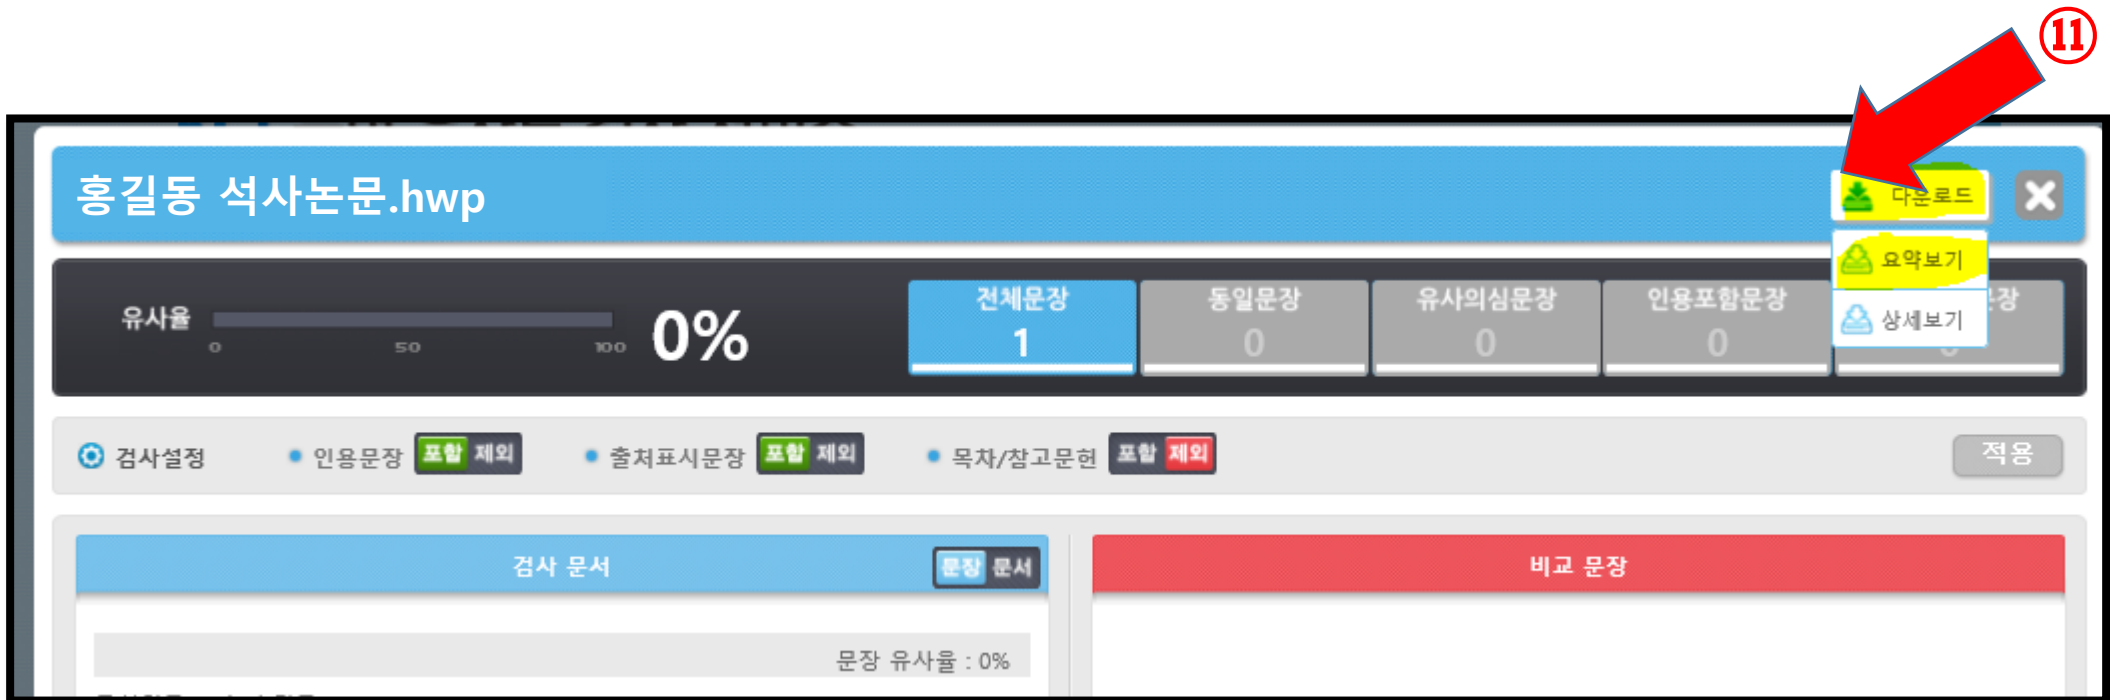 ⑪
홍길동 석사논문.hwp
다운로드
요약보기
상세보기
유사율
0 50 100
0%
전체문장 동일문장 유사의심문장 인용포함문장 장
1 0 0 0
검사설정 인용문장 포함 제외 출처표시문장 포함 제외 목차/참고문헌 포함 제외 적용
검사 문서 문장 문서 비교 문장
문장 유사율 : 0%